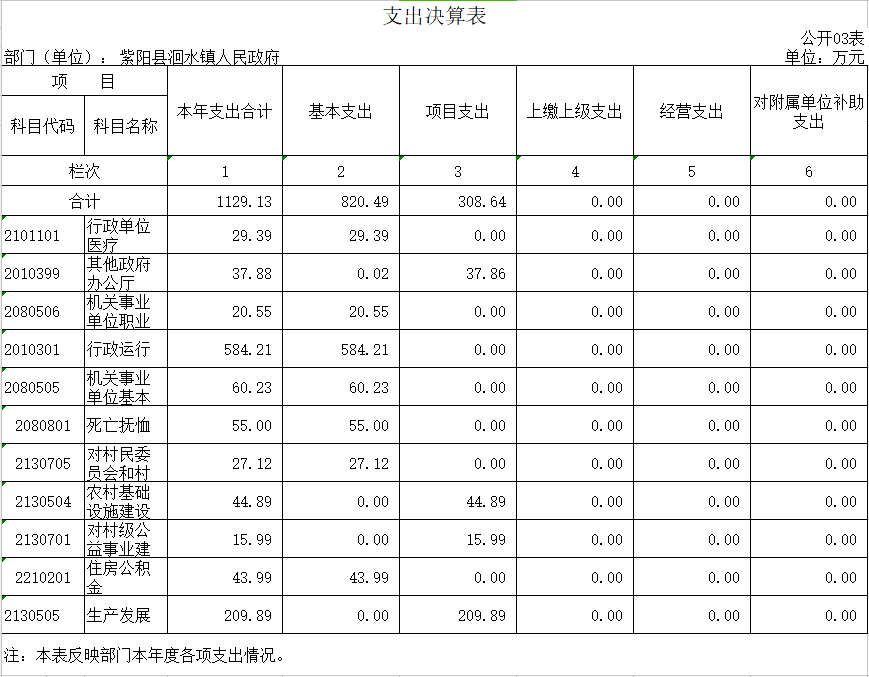 支出决算表
公开03表
部门（单位）：紫阳县洄水镇人民政府 单位：万元
项 目 本年支出合计 基本支出 项目支出 上缴上级支出 经营支出 对附属单位补助
支出
科目代码 科目名称
栏次 1 2 3 4 5 6
合计 1129.13 820.49 308.64 0.00 0.00 0.00
2101101 行政单位
医疗 29.39 29.39 0.00 0.00 0.00 0.00
2010399 其他政府
办公厅 37.88 0.02 37.86 0.00 0.00 0.00
2080506 机关事业
单位职业 20.55 20.55 0.00 0.00 0.00 0.00
2010301 行政运行 584.21 584.21 0.00 0.00 0.00 0.00
2080505 机关事业
单位基本 60.23 60.23 0.00 0.00 0.00 0.00
2080801 死亡抚恤 55.00 55.00 0.00 0.00 0.00 0.00
2130705 对村民委
员会和村 27.12 27.12 0.00 0.00 0.00 0.00
2130504 农村基础
设施建设 44.89 0.00 44.89 0.00 0.00 0.00
2130701 对村级公
益事业建 15.99 0.00 15.99 0.00 0.00 0.00
2210201 住房公积
金 43.99 43.99 0.00 0.00 0.00 0.00
2130505 生产发展 209.89 0.00 209.89 0.00 0.00 0.00
注：本表反映部门本年度各项支出情况。